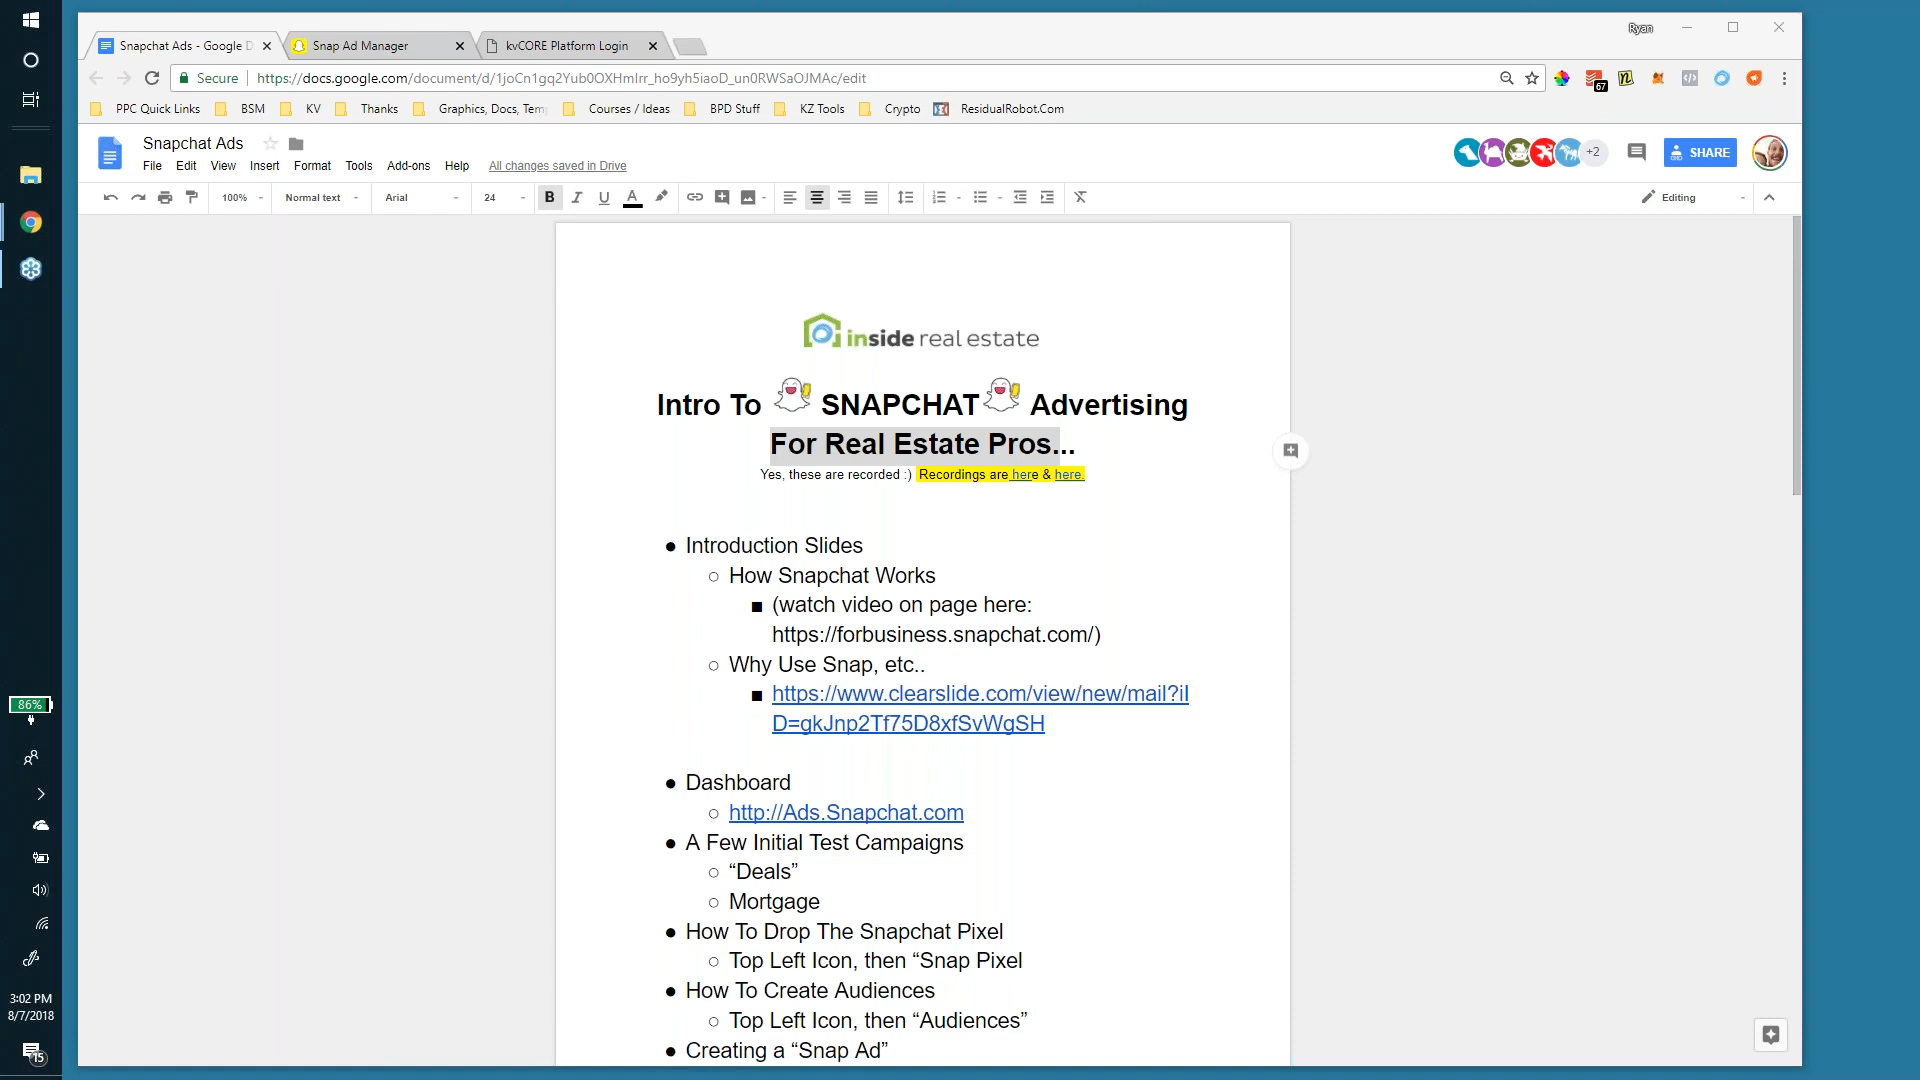 Ryan
Snapchat Ads - Google D
Snap Ad Manager
kvCORE Platform Login
Secure
https://docs.google.com/document/d/1joCn1gq2Yub0OXHmIrr_ho9yh5iaoD_un0RWSaOJMAc/edit
67
PPC Quick Links
BSM
KV
Thanks
Graphics, Docs, Tem
Courses / Ideas
BPD Stuff
KZ Tools
Crypto
ResidualRobot.Com
Snapchat Ads
File Edit View Insert Format Tools Add-ons Help All changes saved in Drive
+2
SHARE
100% Normal text Arial 24 B I U A Editing
inside real estate
Intro To SNAPCHAT Advertising
For Real Estate Pros...
Yes, these are recorded :) Recordings are here & here.
● Introduction Slides
○ How Snapchat Works
■ (watch video on page here:
https://forbusiness.snapchat.com/)
○ Why Use Snap, etc..
■ https://www.clearslide.com/view/new/mail?iI
D=gkJnp2Tf75D8xfSvWgSH
● Dashboard
○ http://Ads.Snapchat.com
● A Few Initial Test Campaigns
○ “Deals”
○ Mortgage
● How To Drop The Snapchat Pixel
○ Top Left Icon, then “Snap Pixel
● How To Create Audiences
○ Top Left Icon, then “Audiences”
● Creating a “Snap Ad”
86%
3:02 PM
8/7/2018
15